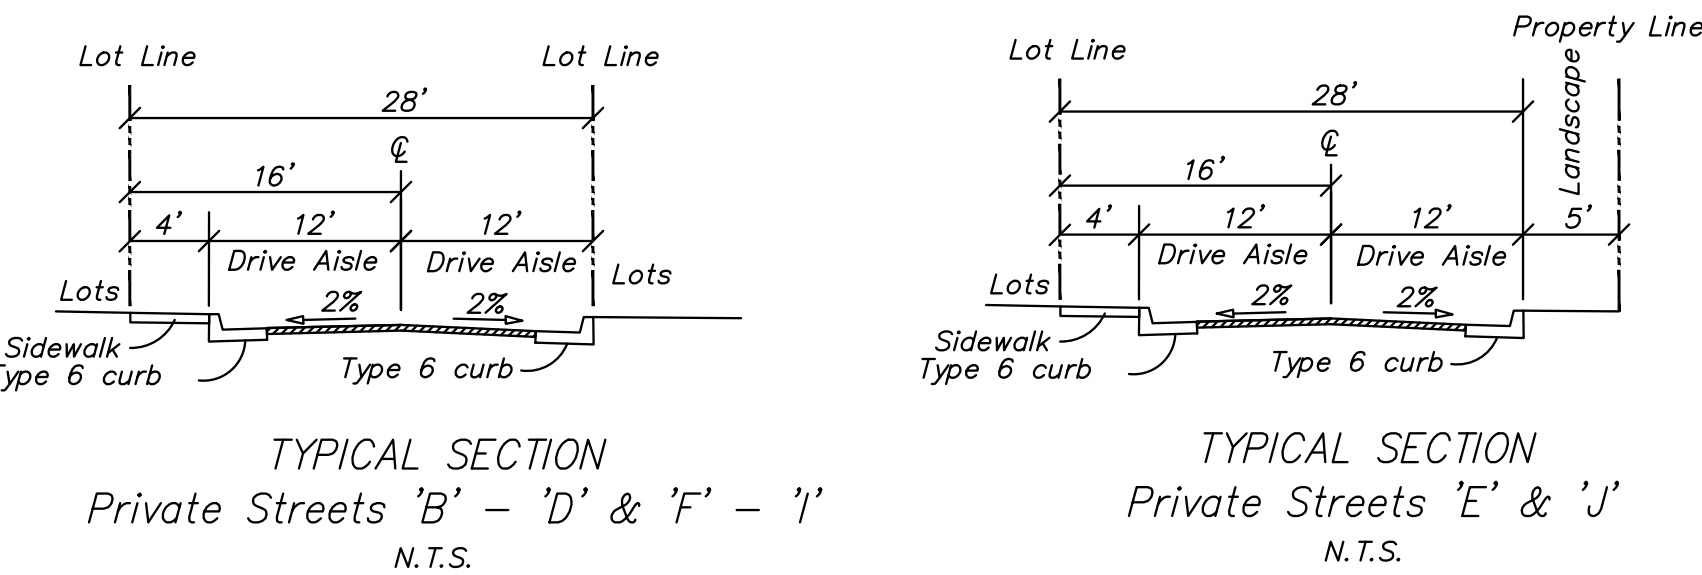 Lot Line
Lot Line
28'
℄
16'
4'
12'
12'
Drive Aisle
Drive Aisle
Lots
Lots
2%
2%
Sidewalk
Type 6 curb
Type 6 curb
TYPICAL SECTION
Private Streets 'B' - 'D' & 'F' - 'I'
N.T.S.
Property Line
Lot Line
Landscape
28'
℄
16'
4'
12'
12'
5'
Drive Aisle
Drive Aisle
Lots
2%
2%
Sidewalk
Type 6 curb
Type 6 curb
TYPICAL SECTION
Private Streets 'E' & 'J'
N.T.S.